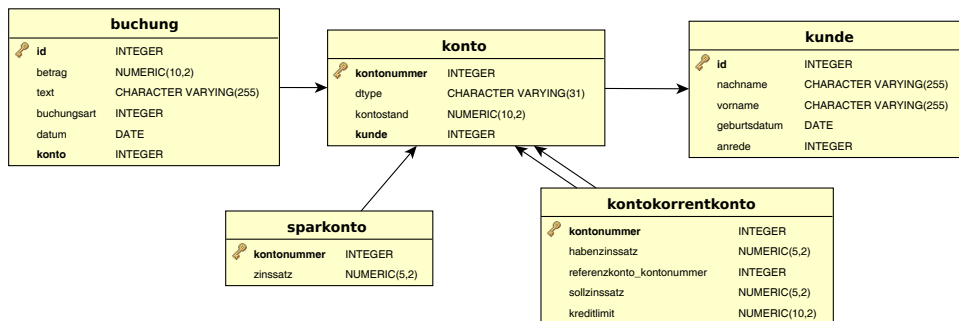 buchung
id INTEGER
betrag NUMERIC(10,2)
text CHARACTER VARYING(255)
buchungsart INTEGER
datum DATE
konto INTEGER
konto
kontonummer INTEGER
dtype CHARACTER VARYING(31)
kontostand NUMERIC(10,2)
kunde INTEGER
kunde
id INTEGER
nachname CHARACTER VARYING(255)
vorname CHARACTER VARYING(255)
geburtsdatum DATE
anrede INTEGER
sparkonto
kontonummer INTEGER
zinssatz NUMERIC(5,2)
kontokorrentkonto
kontonummer INTEGER
habenzinssatz NUMERIC(5,2)
referenzkonto_kontonummer INTEGER
sollzinssatz NUMERIC(5,2)
kreditlimit NUMERIC(10,2)